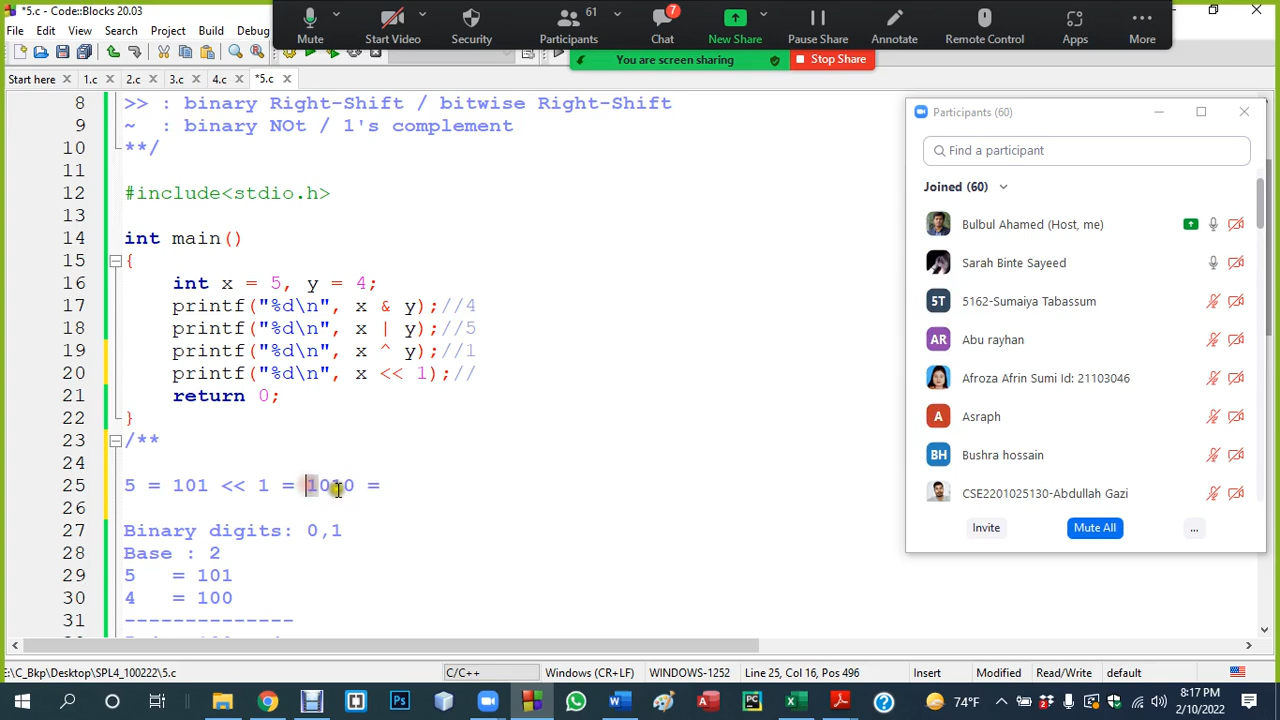 *5.c - Code::Blocks 20.03
File Edit View Search Project Build Debug
Mute Start Video Security Participants 61 Chat 7 New Share Pause Share Annotate Remote Control Apps More
You are screen sharing Stop Share
Start here 1.c 2.c 3.c 4.c *5.c
8 >> : binary Right-Shift / bitwise Right-Shift
9 ~ : binary NOt / 1's complement
10 **/
11
12 #include<stdio.h>
13
14 int main()
15 {
16 int x = 5, y = 4;
17 printf("%d\n", x & y);//4
18 printf("%d\n", x | y);//5
19 printf("%d\n", x ^ y);//1
20 printf("%d\n", x << 1);//
21 return 0;
22 }
23 /**
24
25 5 = 101 << 1 = 1010 =
26
27 Binary digits: 0,1
28 Base : 2
29 5 = 101
30 4 = 100
31 --------------
Participants (60)
Find a participant
Joined (60)
Bulbul Ahamed (Host, me)
Sarah Binte Sayeed
5T 5162-Sumaiya Tabassum
AR Abu rayhan
Afroza Afrin Sumi Id: 21103046
A Asraph
BH Bushra hossain
CSE2201025130-Abdullah Gazi
Invite Mute All ...
E:\C_Bkp\Desktop\SPL4_100222\5.c C/C++ Windows (CR+LF) WINDOWS-1252 Line 25, Col 16, Pos 496 Insert Modified Read/Write default
74°F 8:17 PM
2/10/2022